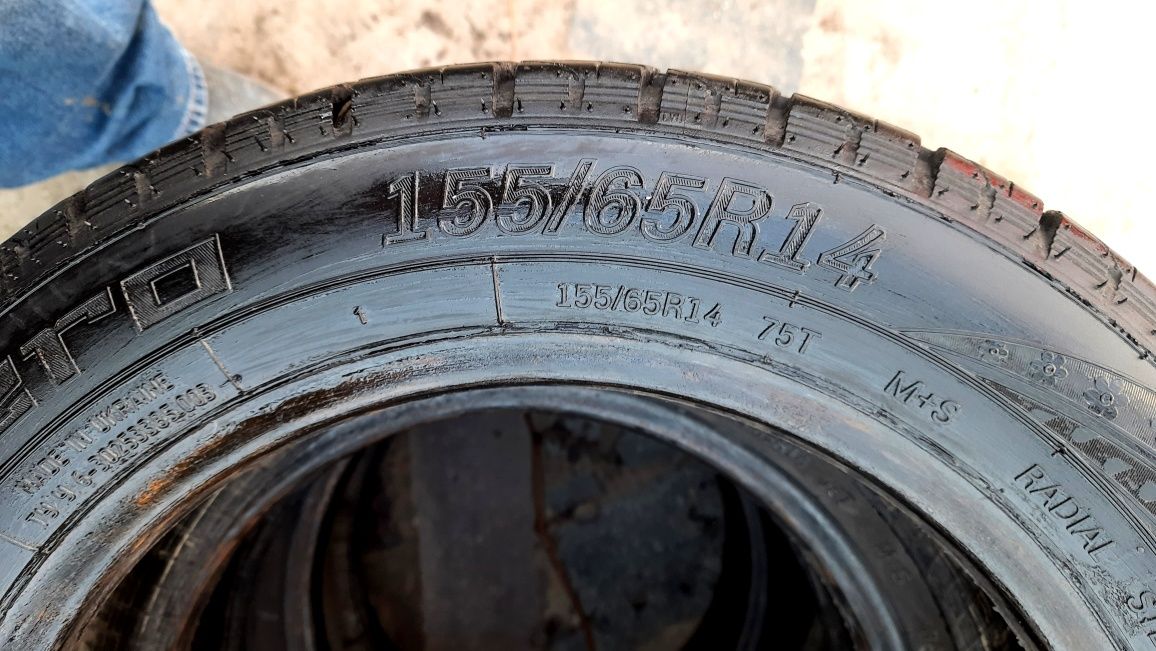 155/65R14
155/65R14 75T
M+S
RADIAL
1
MADE IN UKRAINE